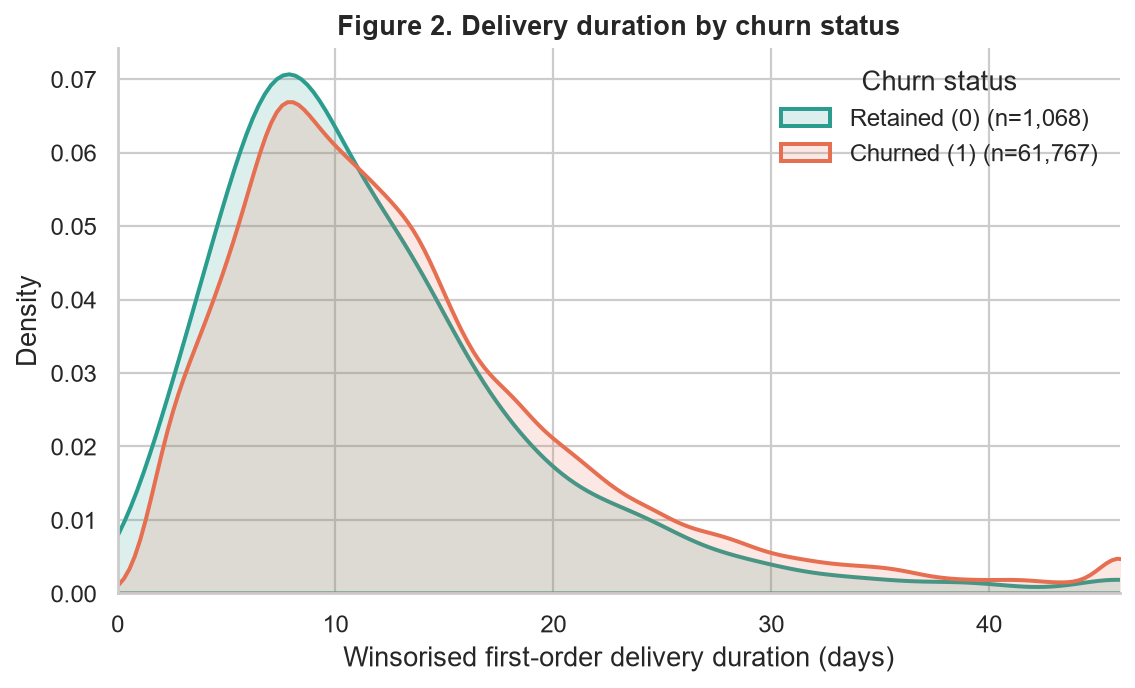 Figure 2. Delivery duration by churn status
Churn status
Retained (0) (n=1,068)
Churned (1) (n=61,767)
Density
0.07
0.06
0.05
0.04
0.03
0.02
0.01
0.00
0
10
20
30
40
Winsorised first-order delivery duration (days)